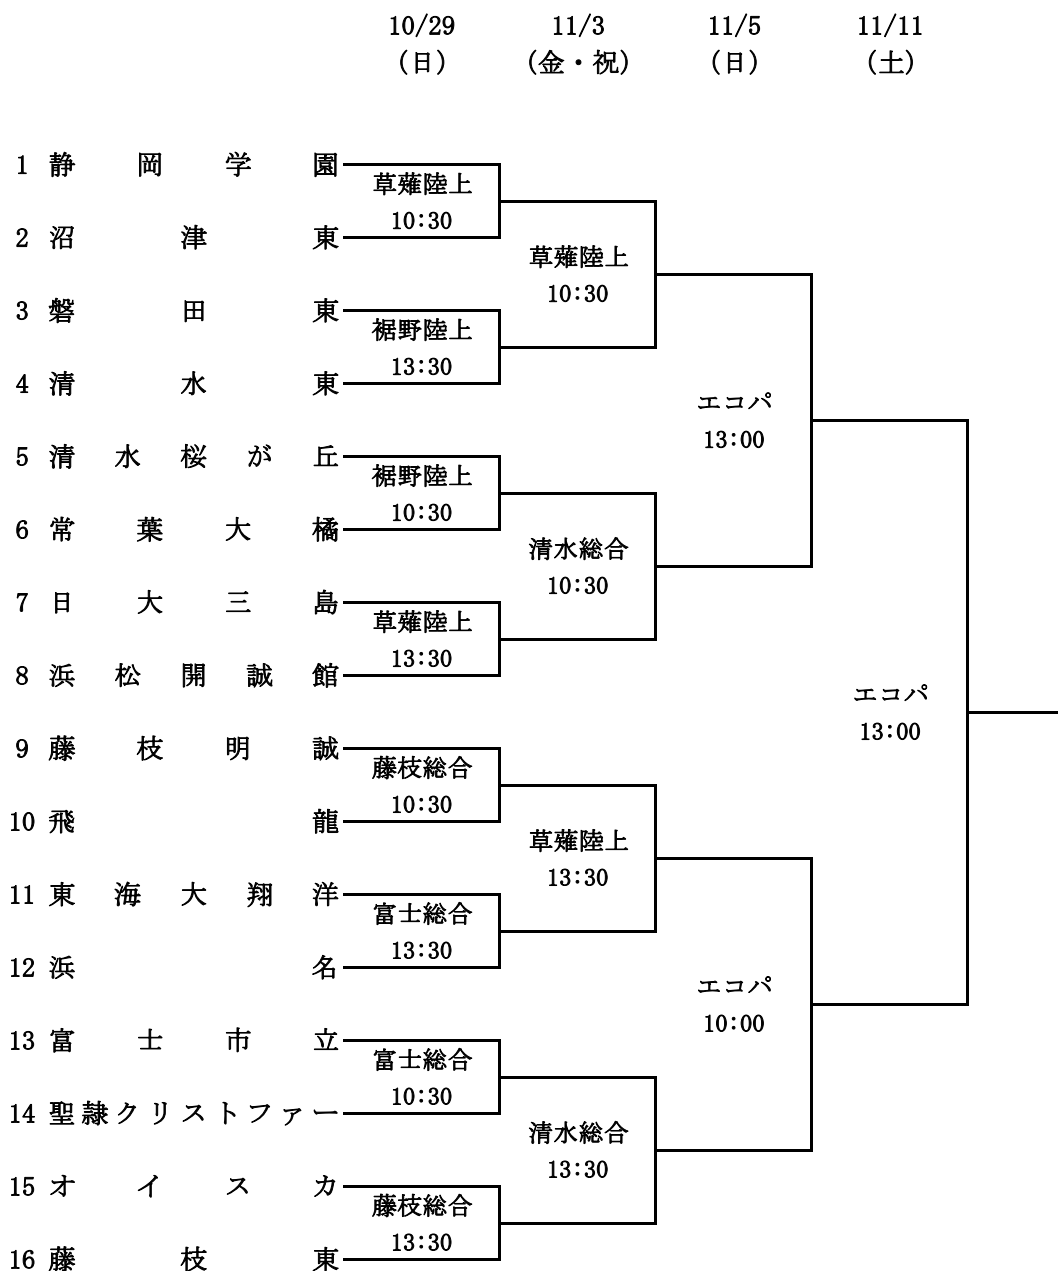 10/29 11/3 11/5 11/11
(日) (金・祝) (日) (土)
1 静岡学園
草薙陸上
10:30
2 沼津東
草薙陸上
10:30
3 磐田東
裾野陸上
13:30
4 清水東
エコパ
13:00
5 清水桜が丘
裾野陸上
10:30
6 常葉大橘
清水総合
10:30
7 日大三島
草薙陸上
13:30
8 浜松開誠館
エコパ
13:00
9 藤枝明誠
藤枝総合
10:30
10 飛龍
草薙陸上
13:30
11 東海大翔洋
富士総合
13:30
12 浜名
エコパ
10:00
13 富士市立
富士総合
10:30
14 聖隷クリストファー
清水総合
13:30
15 オイスカ
藤枝総合
13:30
16 藤枝東